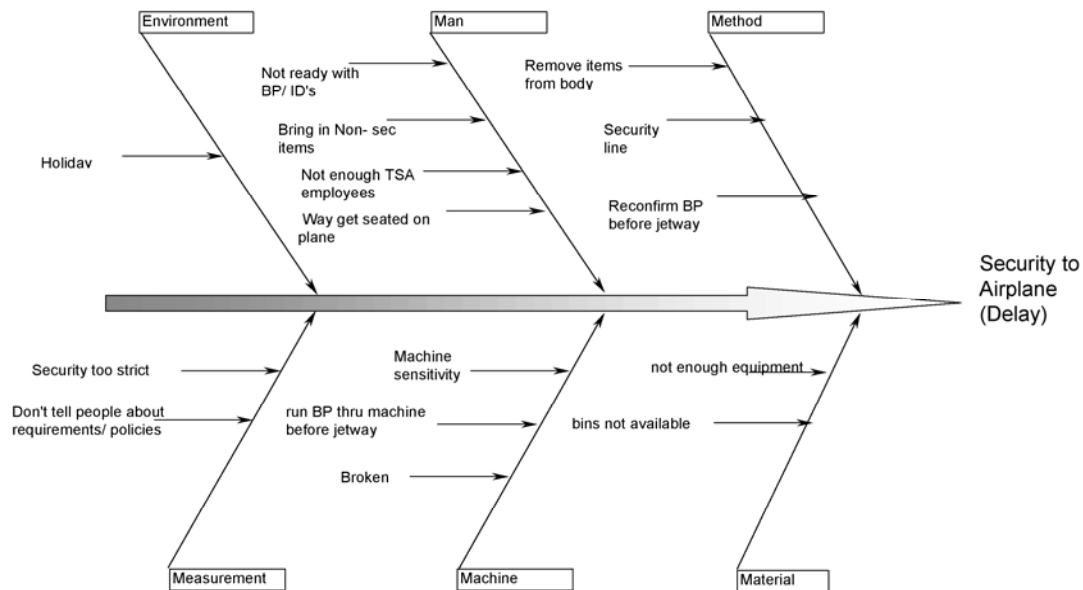 Environment
Man
Method
Not ready with
BP/ ID's
Remove items
from body
Bring in Non- sec
items
Security
line
Holidav
Not enough TSA
employees
Way get seated on
plane
Reconfirm BP
before jetway
Security to
Airplane
(Delay)
Security too strict
Machine
sensitivity
not enough equipment
Don't tell people about
requirements/ policies
run BP thru machine
before jetway
bins not available
Broken
Measurement
Machine
Material